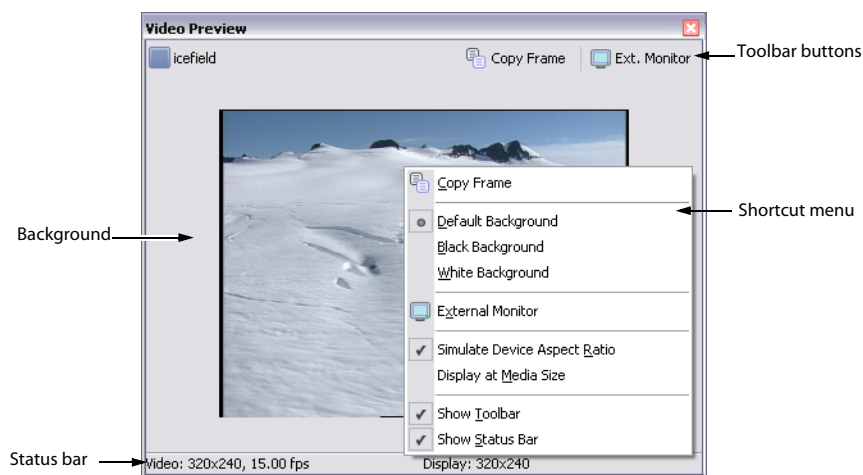 Video Preview
icefield
Copy Frame
Ext. Monitor
Toolbar buttons
Copy Frame
Default Background
Shortcut menu
Black Background
Background
White Background
External Monitor
Simulate Device Aspect Ratio
Display at Media Size
Show Toolbar
Show Status Bar
Status bar
Video: 320x240, 15.00 fps
Display: 320x240